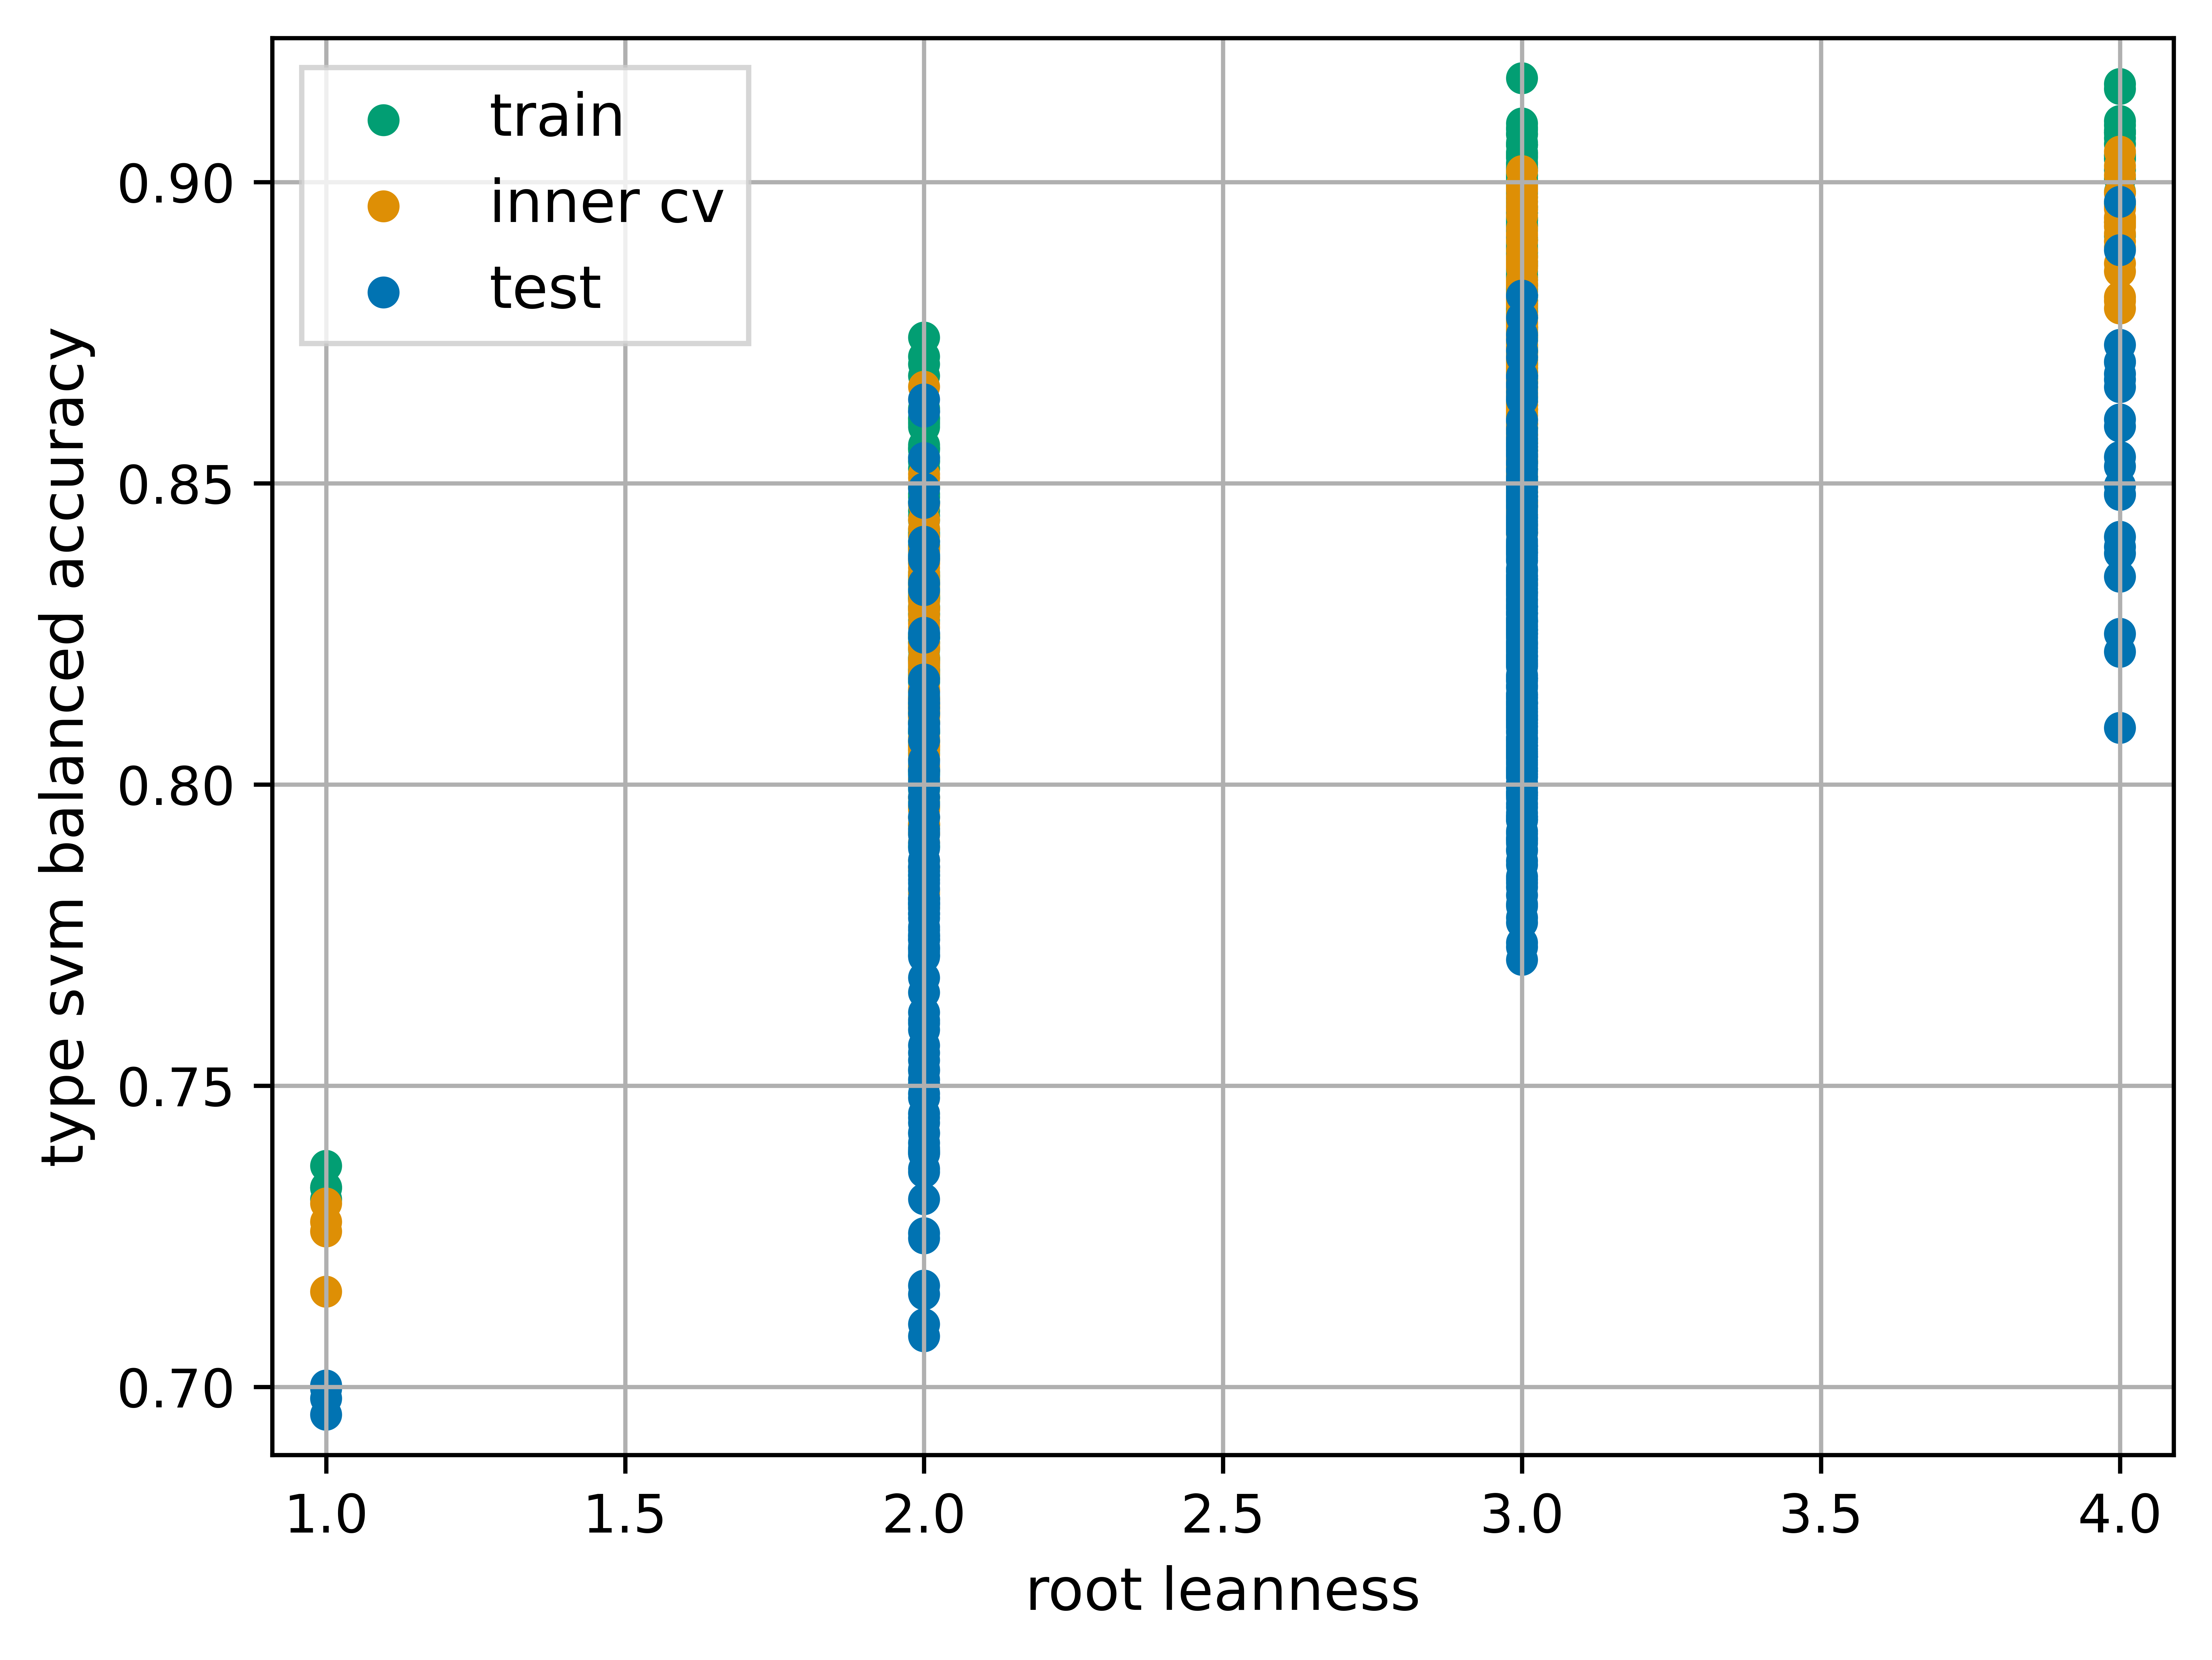 train
inner cv
test
type svm balanced accuracy
0.90
0.85
0.80
0.75
0.70
1.0 1.5 2.0 2.5 3.0 3.5 4.0
root leanness